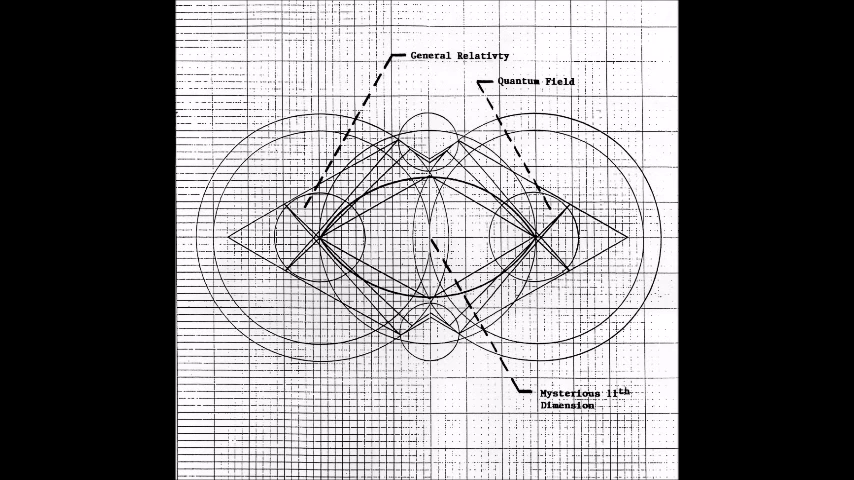 General Relativty
Quantum Field
Mysterious 11th
Dimension